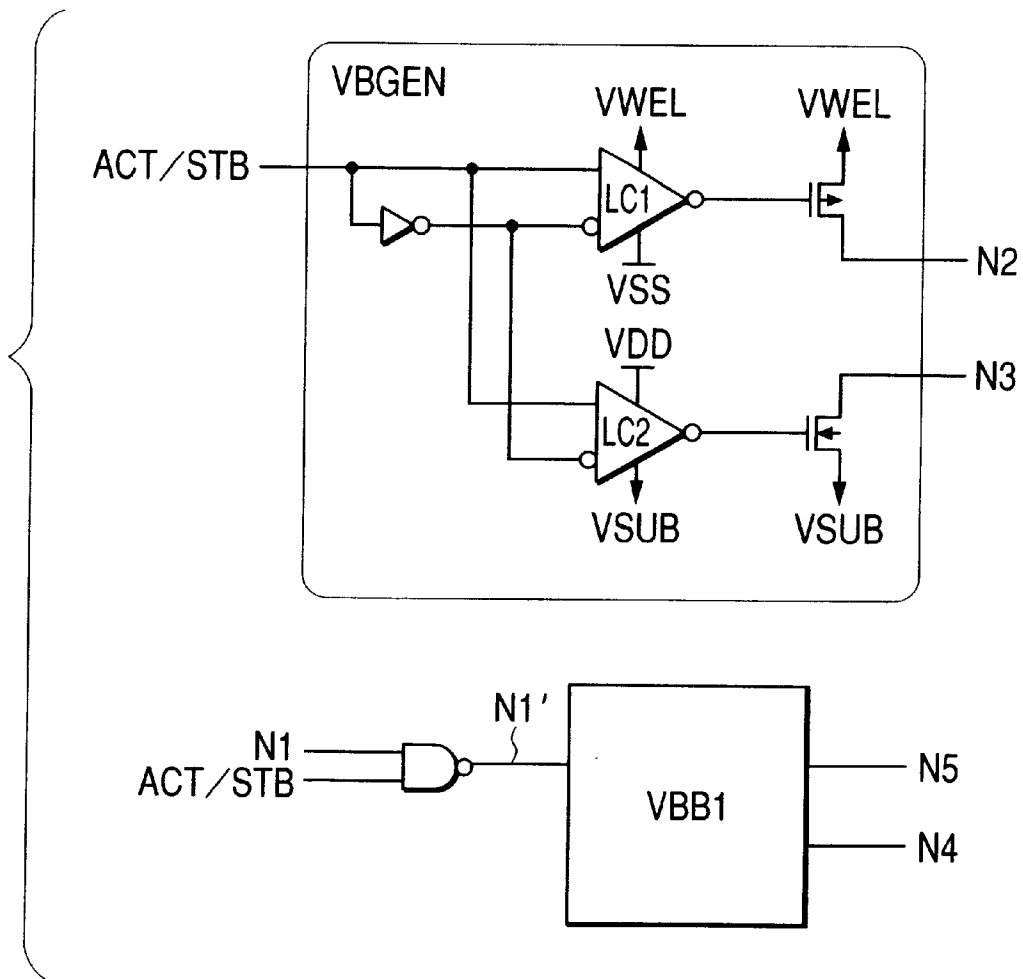 VBGEN
VWEL
VWEL
ACT/STB
LC1
N2
VSS
VDD
N3
LC2
VSUB
VSUB
N1'
N1
ACT/STB
N5
VBB1
N4